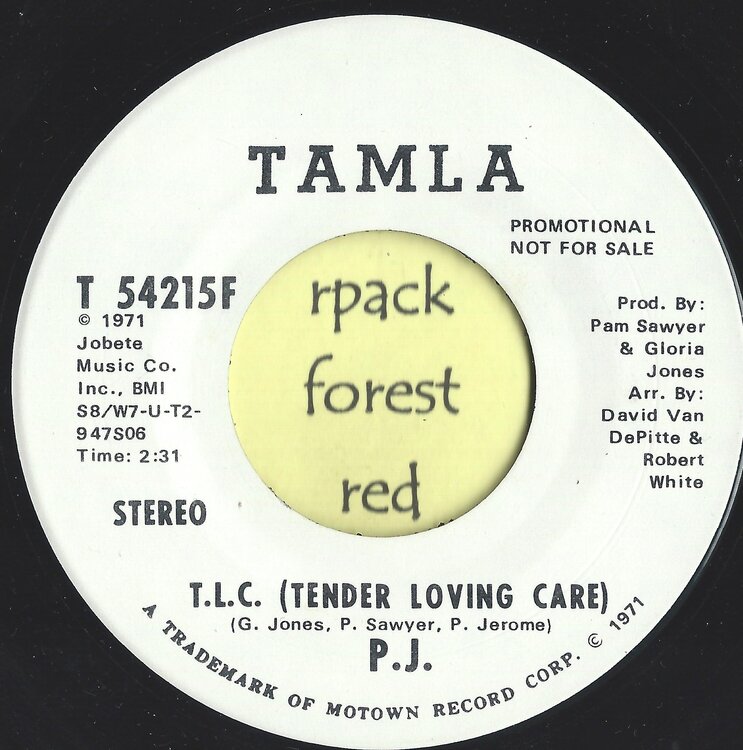 TAMLA
PROMOTIONAL
NOT FOR SALE
T 54215F
© 1971
Jobete
Music Co.
Inc., BMI
S8/W7-U-T2-
947S06
Time: 2:31
STEREO
rpack
forest
red
Prod. By:
Pam Sawyer
& Gloria
Jones
Arr. By:
David Van
DePitte &
Robert
White
T.L.C. (TENDER LOVING CARE)
(G. Jones, P. Sawyer, P. Jerome)
P.J.
A TRADEMARK OF MOTOWN RECORD CORP. © 1971